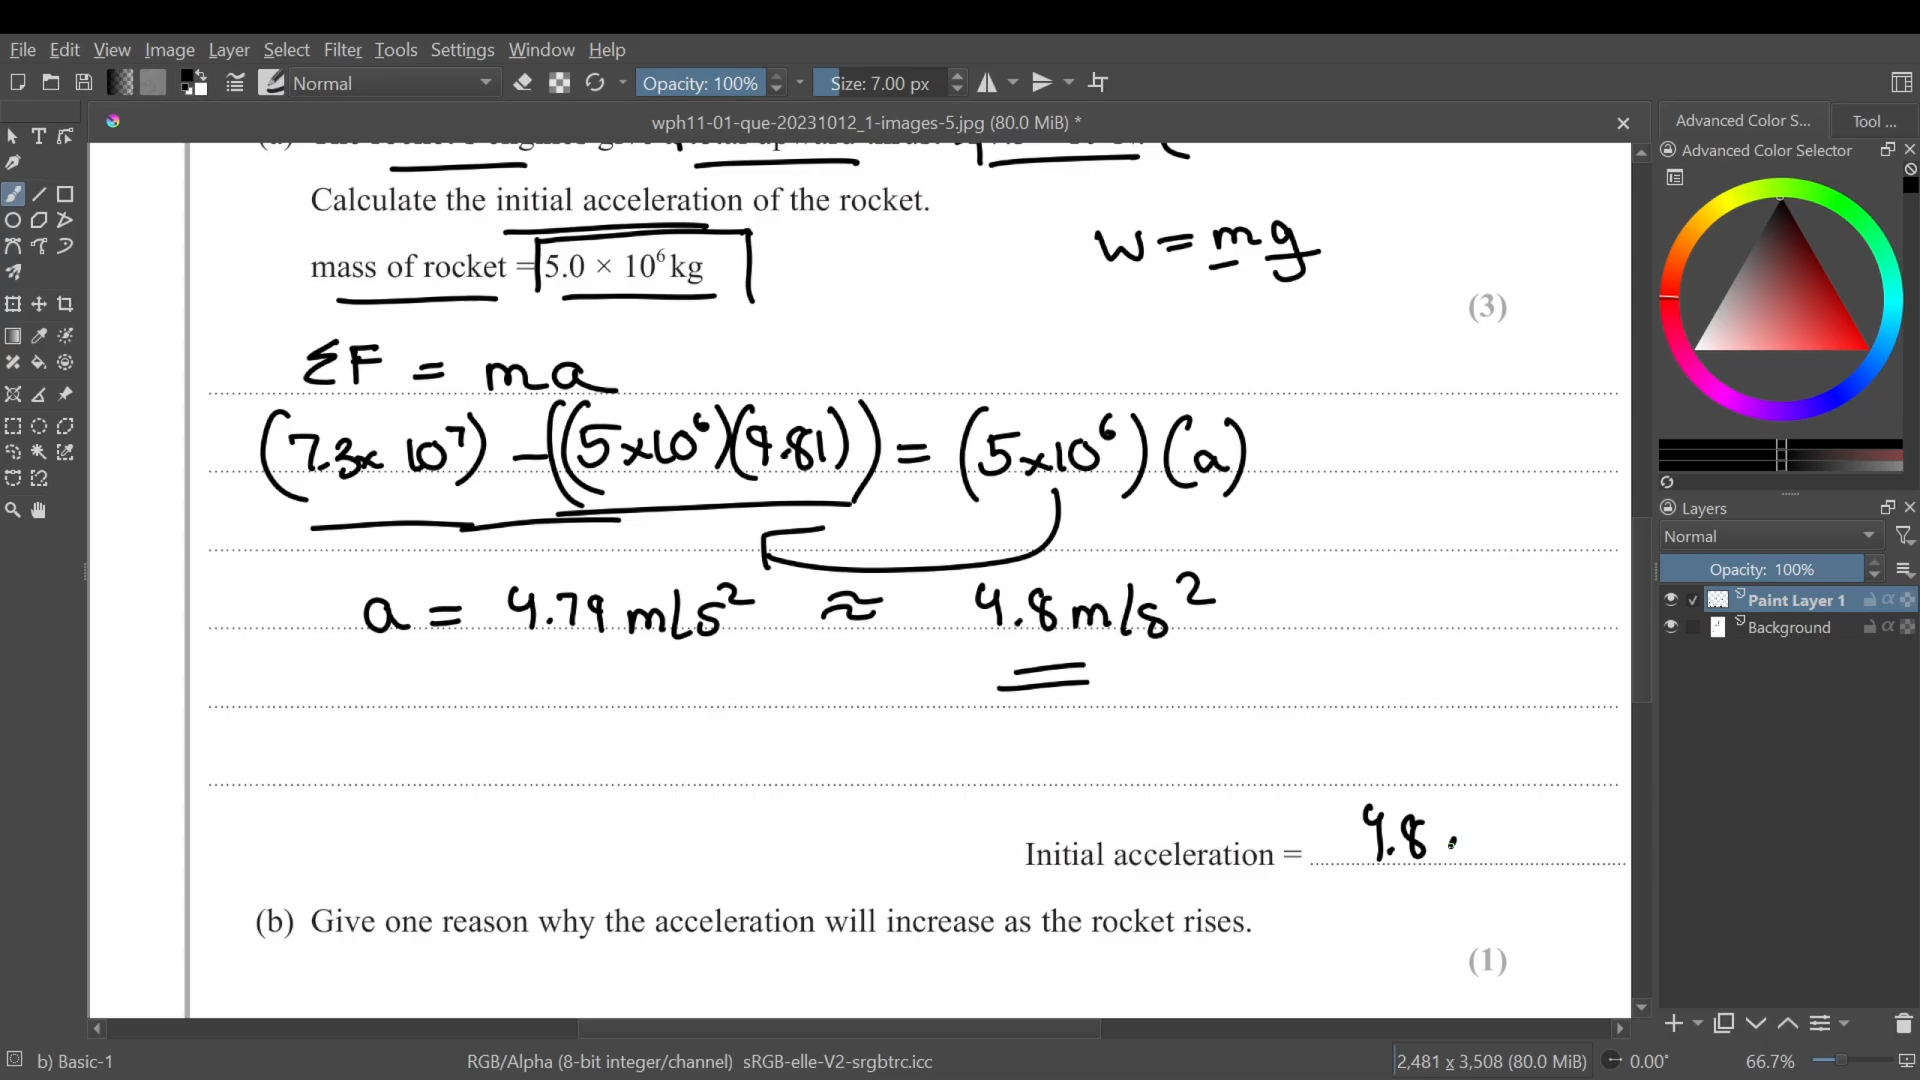 File Edit View Image Layer Select Filter Tools Settings Window Help
Normal Opacity: 100% Size: 7.00 px
wph11-01-que-20231012_1-images-5.jpg (80.0 MiB) *
Advanced Color S... Tool ...
Advanced Color Selector
Calculate the initial acceleration of the rocket.
W = mg
mass of rocket = 5.0 × 10⁶ kg
(3)
ΣF = ma
(7.3x 10⁷) - ((5x10⁶)(9.81)) = (5x10⁶)(a)
a = 4.79 m/s² ≈ 4.8 m/s²
Initial acceleration = 4.8
(b) Give one reason why the acceleration will increase as the rocket rises.
(1)
Layers
Normal
Opacity: 100%
Paint Layer 1
Background
b) Basic-1 RGB/Alpha (8-bit integer/channel) sRGB-elle-V2-srgbtrc.icc 2,481 x 3,508 (80.0 MiB) 0.00° 66.7%